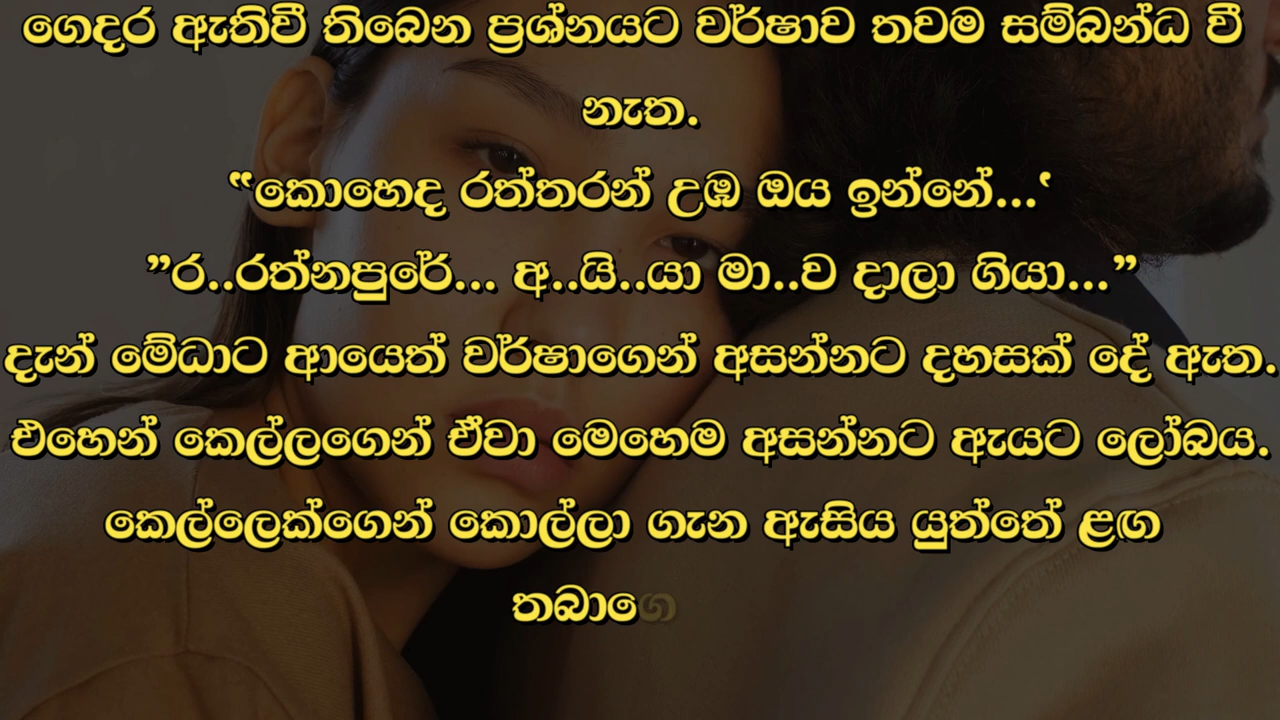 ගෙදර ඇතිවී තිබෙන ප්‍රශ්නයට වර්ෂාව තවම සම්බන්ධ වී
නැත.
“කොහෙද රත්තරන් උඹ ඔය ඉන්නේ...‘
”ර..රත්නපුරේ... අ..යි..යා මා..ව දාලා ගියා...”
දැන් මේධාට ආයෙත් වර්ෂාගෙන් අසන්නට දහසක් දේ ඇත.
එහෙන් කෙල්ලගෙන් ඒවා මෙහෙම අසන්නට ඇයට ලෝබය.
කෙල්ලෙක්ගෙන් කොල්ලා ගැන ඇසිය යුත්තේ ළඟ
තබාගෙ